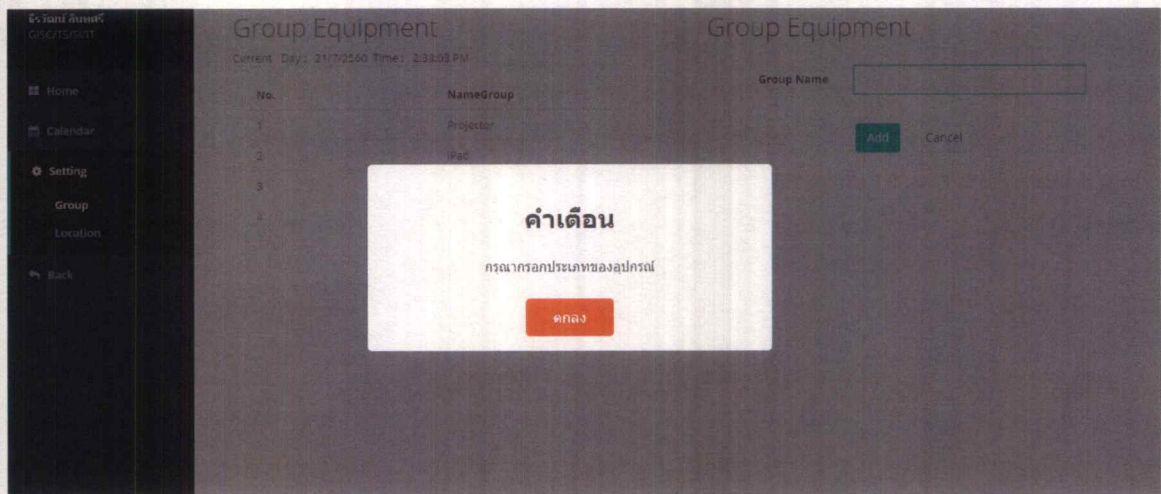 GISC/TS/SVIT
Home
Calendar
Setting
Group
Location
Back
Group Equipment
Current Day : 21/7/2560 Time : 2:33:03 PM
No. NameGroup
1 Projector
2 iPad
3
4
Group Equipment
Group Name
Add Cancel
คำเตือน
กรุณากรอกประเภทของอุปกรณ์
ตกลง